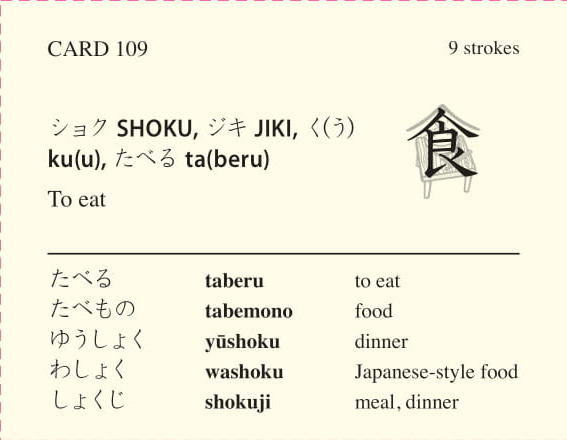 CARD 109 9 strokes
ショク SHOKU, ジキ JIKI, く(う)
ku(u), たべる ta(beru)
食
To eat
たべる taberu to eat
たべもの tabemono food
ゆうしょく yūshoku dinner
わしょく washoku Japanese-style food
しょくじ shokuji meal, dinner